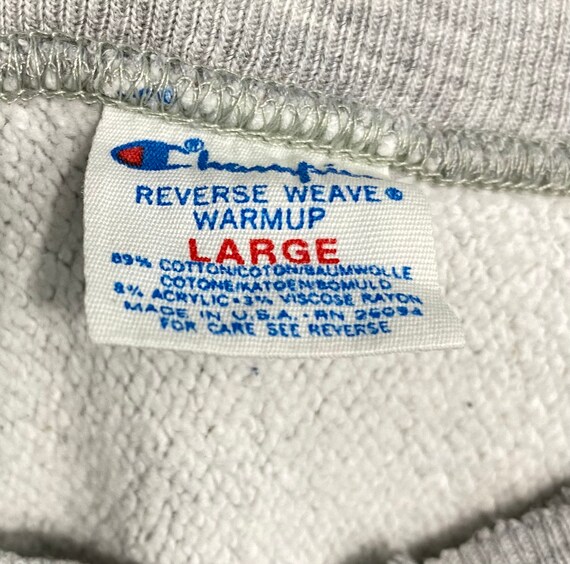 Champion
REVERSE WEAVE®
WARMUP
LARGE
89% COTTON/COTON/BAUMWOLLE
COTONE/KATOEN/BOMULD
8% ACRYLIC • 3% VISCOSE RAYON
MADE IN U.S.A. • RN 26094
FOR CARE SEE REVERSE